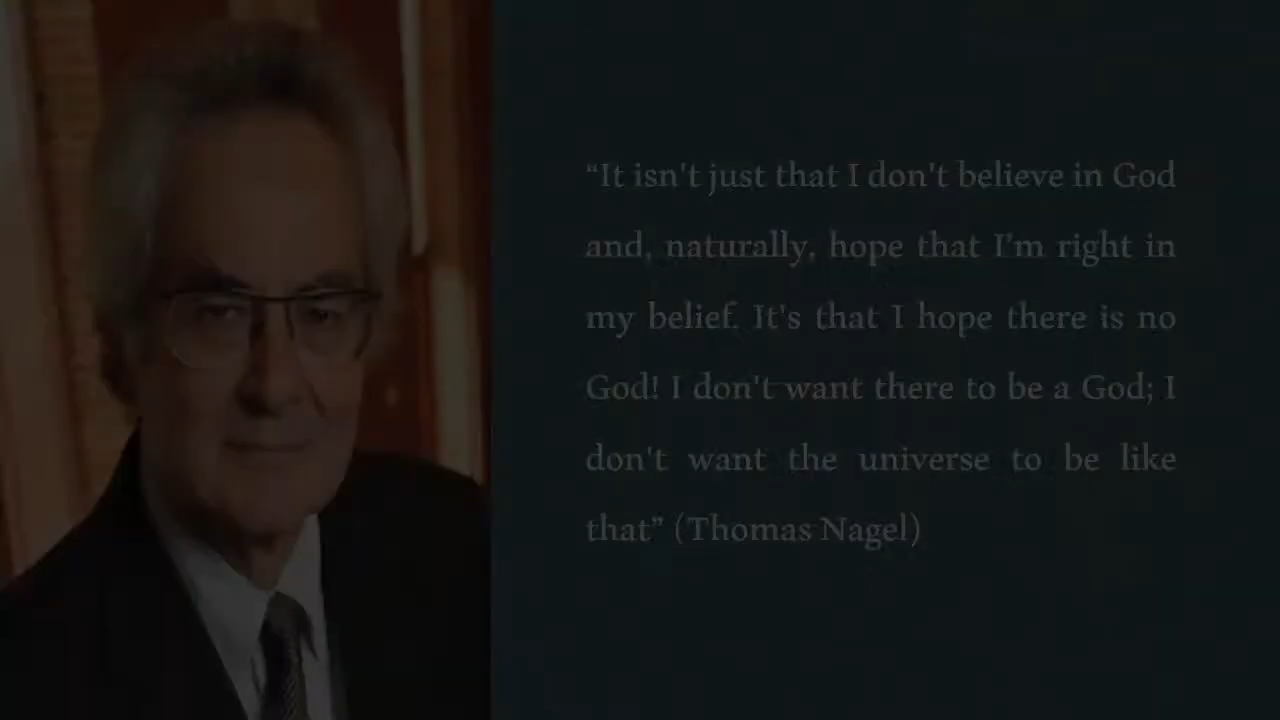 “It isn't just that I don't believe in God
and, naturally, hope that I'm right in
my belief. It's that I hope there is no
God! I don't want there to be a God; I
don't want the universe to be like
that” (Thomas Nagel)